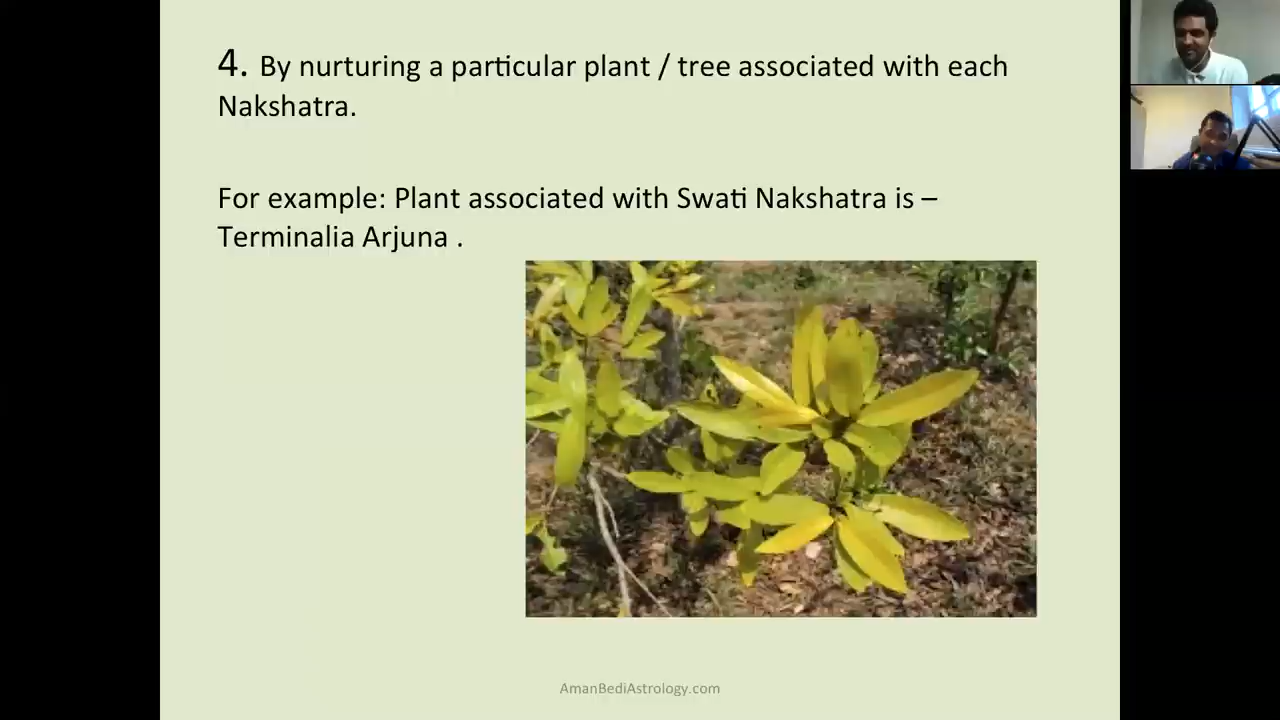 4. By nurturing a particular plant / tree associated with each
Nakshatra.
For example: Plant associated with Swati Nakshatra is –
Terminalia Arjuna .
AmanBediAstrology.com